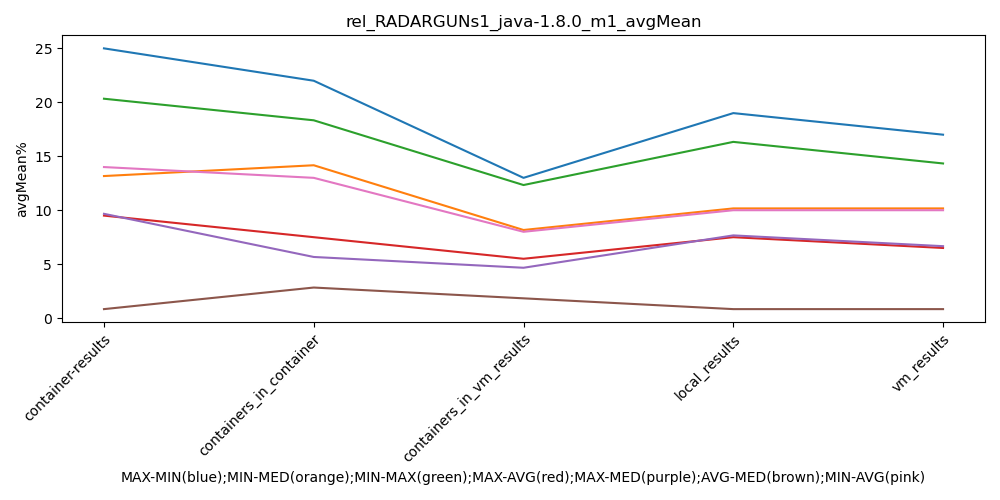 rel_RADARGUNs1_java-1.8.0_m1_avgMean
avgMean%
25
20
15
10
5
0
container-results
containers_in_container
containers_in_vm_results
local_results
vm_results
MAX-MIN(blue);MIN-MED(orange);MIN-MAX(green);MAX-AVG(red);MAX-MED(purple);AVG-MED(brown);MIN-AVG(pink)